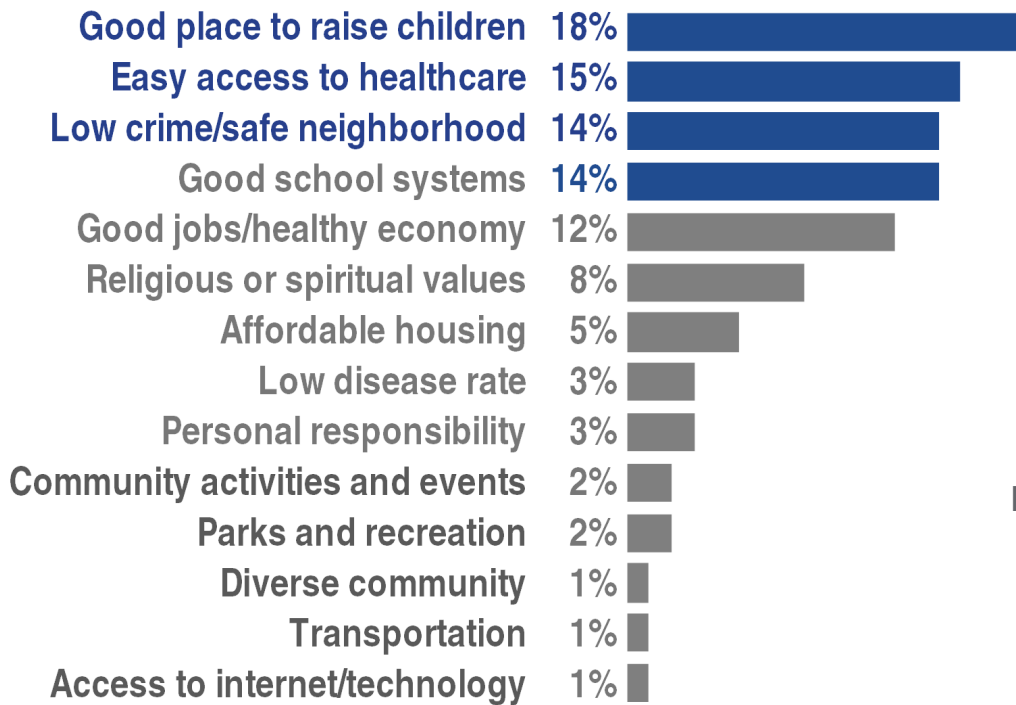 Good place to raise children 18%
Easy access to healthcare 15%
Low crime/safe neighborhood 14%
Good school systems 14%
Good jobs/healthy economy 12%
Religious or spiritual values 8%
Affordable housing 5%
Low disease rate 3%
Personal responsibility 3%
Community activities and events 2%
Parks and recreation 2%
Diverse community 1%
Transportation 1%
Access to internet/technology 1%